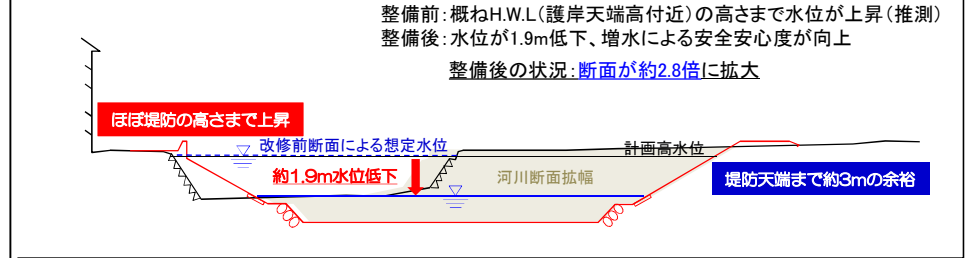 整備前：概ねH.W.L（護岸天端高付近）の高さまで水位が上昇（推測）
整備後：水位が1.9m低下、増水による安全安心度が向上
整備後の状況：断面が約2.8倍に拡大
ほぼ堤防の高さまで上昇
改修前断面による想定水位
計画高水位
約1.9m水位低下
河川断面拡幅
堤防天端まで約3mの余裕